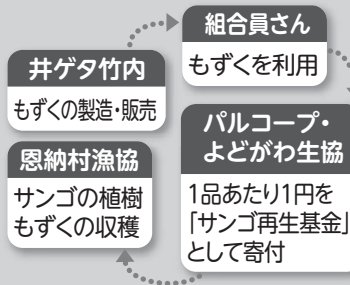 組合員さん
もずくを利用
井ゲタ竹内
もずくの製造・販売
パルコープ・
よどがわ生協
1品あたり1円を
「サンゴ再生基金」
として寄付
恩納村漁協
サンゴの植樹
もずくの収穫